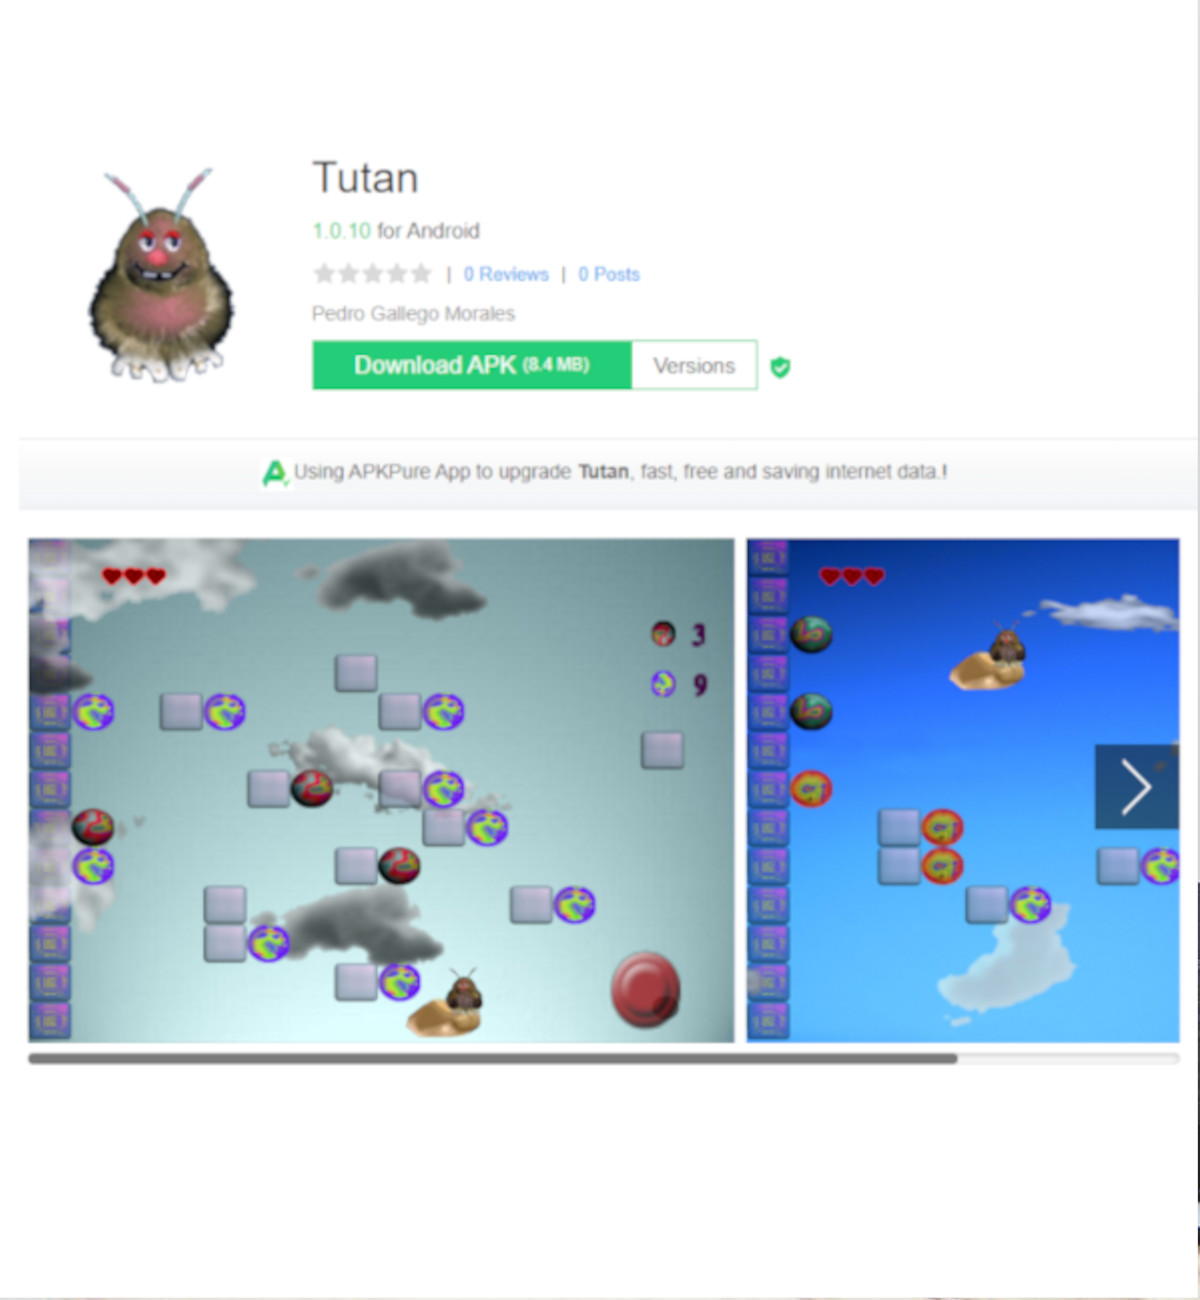 Tutan
1.0.10 for Android
| 0 Reviews | 0 Posts
Pedro Gallego Morales
Download APK (8.4 MB) Versions
Using APKPure App to upgrade Tutan, fast, free and saving internet data.!
3
9